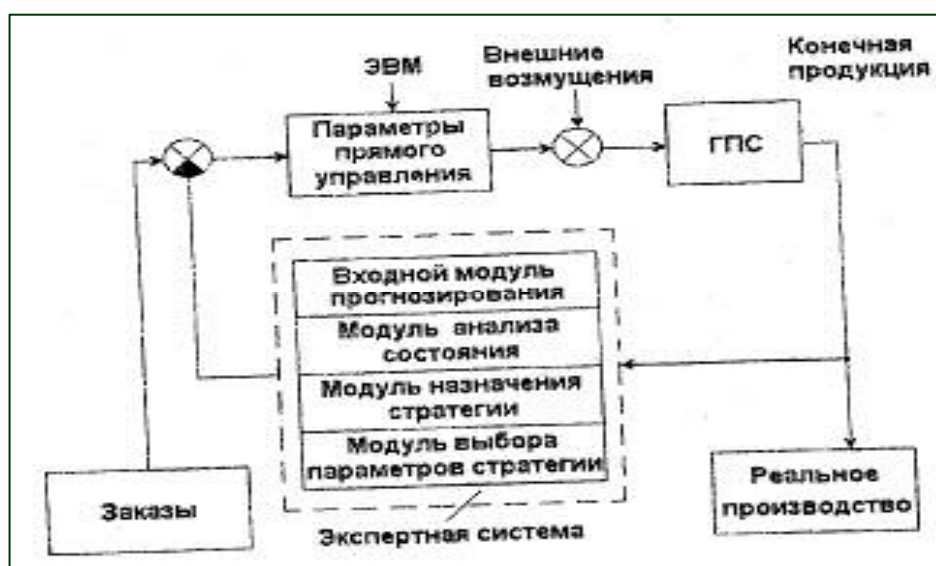 ЭВМ
Внешние
возмущения
Конечная
продукция
Параметры
прямого
управления
ГПС
Входной модуль
прогнозирования
Модуль анализа
состояния
Модуль назначения
стратегии
Модуль выбора
параметров стратегии
Заказы
Экспертная система
Реальное
производство